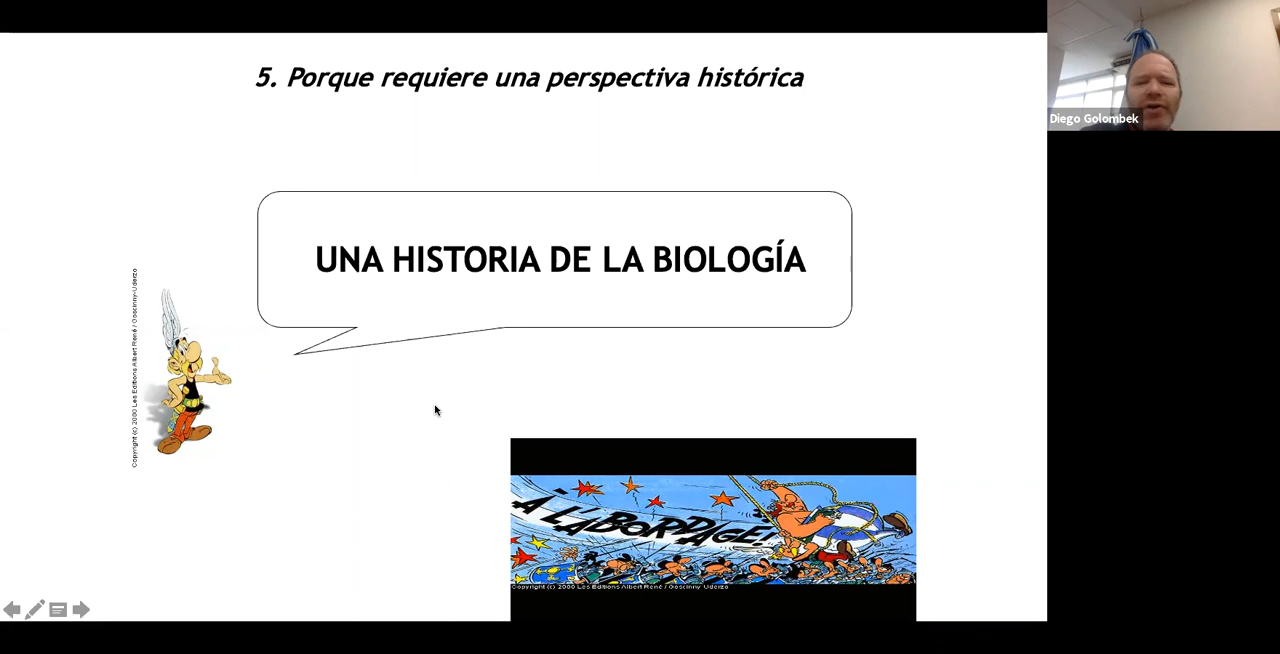 5. Porque requiere una perspectiva histórica
Diego Golombek
UNA HISTORIA DE LA BIOLOGÍA
Copyright (c) 2000 Les Editions Albert René / Goscinny-Uderzo
À L'ABORDAGE!
Copyright (c) 2000 Les Editions Albert René / Goscinny Uderzo